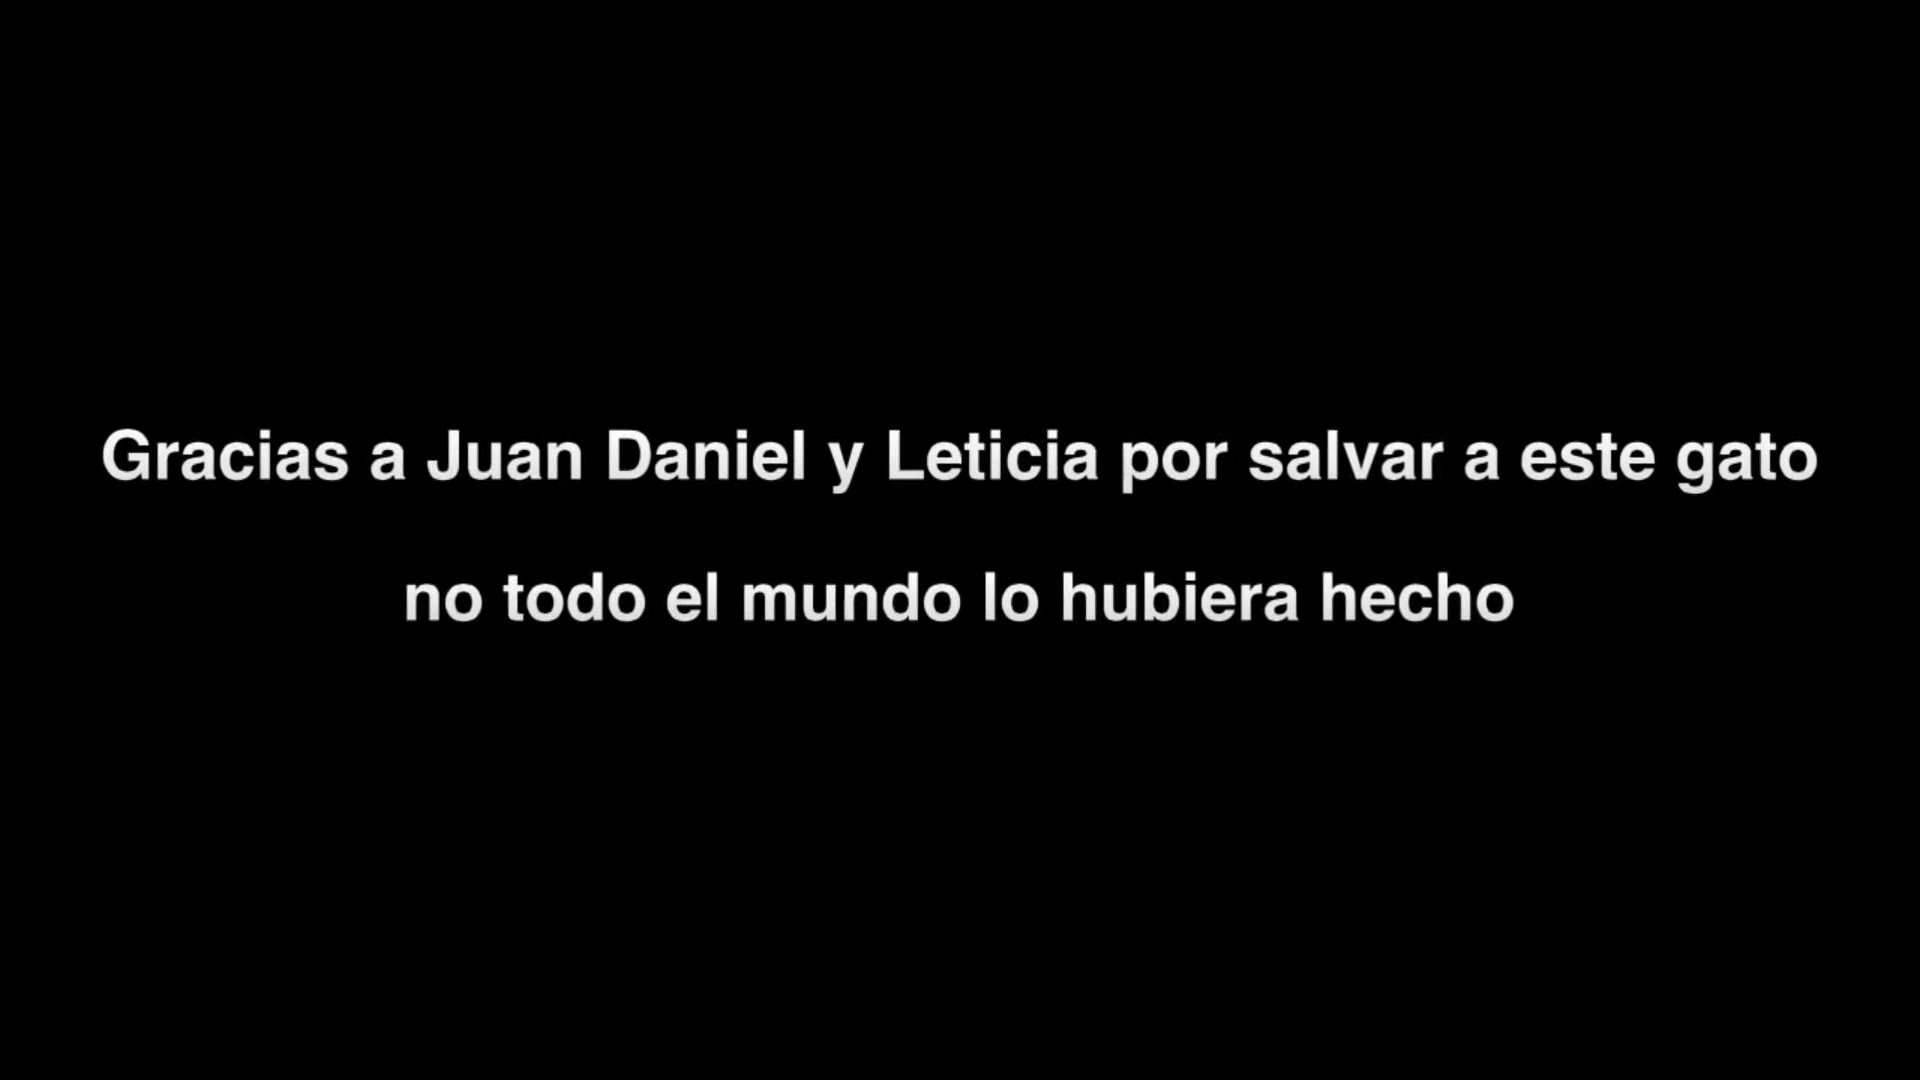 Gracias a Juan Daniel y Leticia por salvar a este gato
no todo el mundo lo hubiera hecho